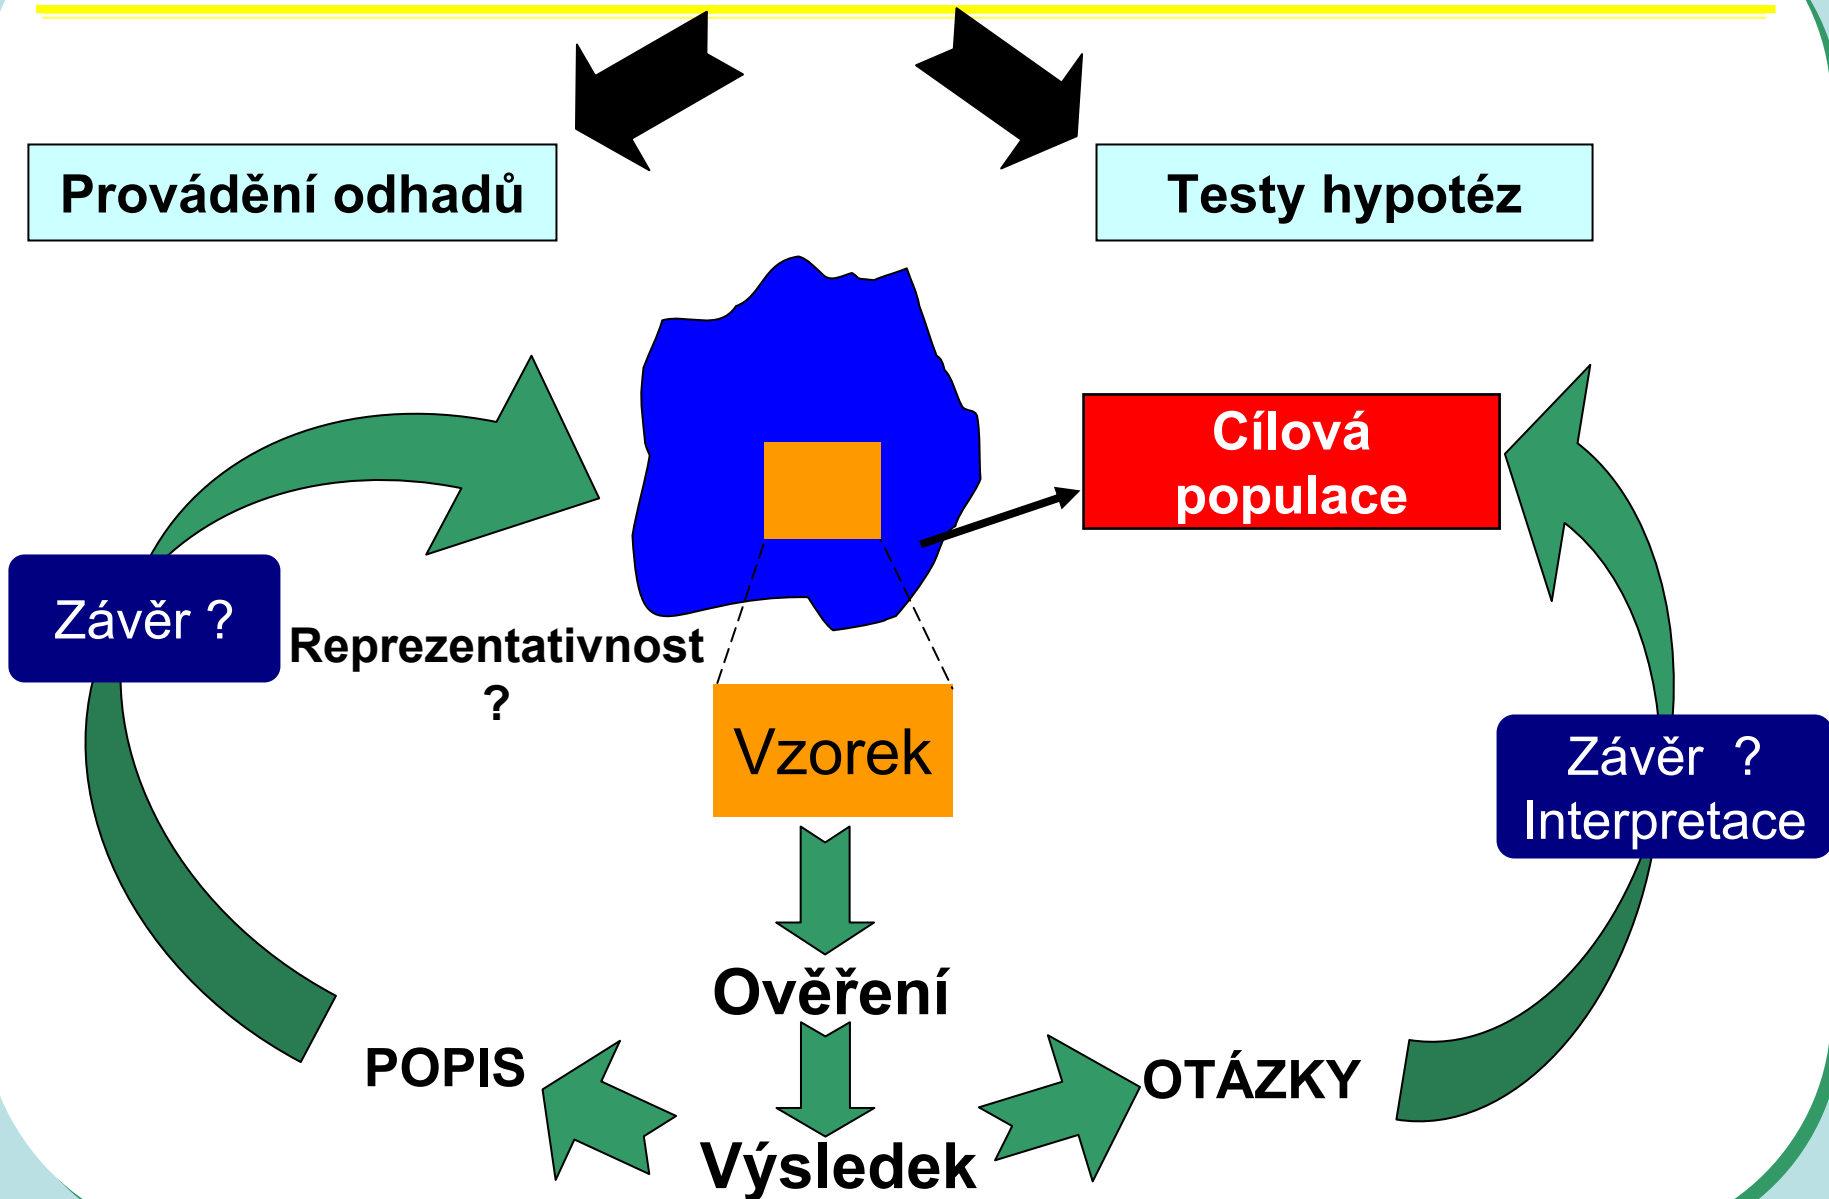 Provádění odhadů
Testy hypotéz
Cílová
populace
Závěr ?
Reprezentativnost
?
Vzorek
Závěr  ?
Interpretace
Ověření
POPIS
OTÁZKY
Výsledek